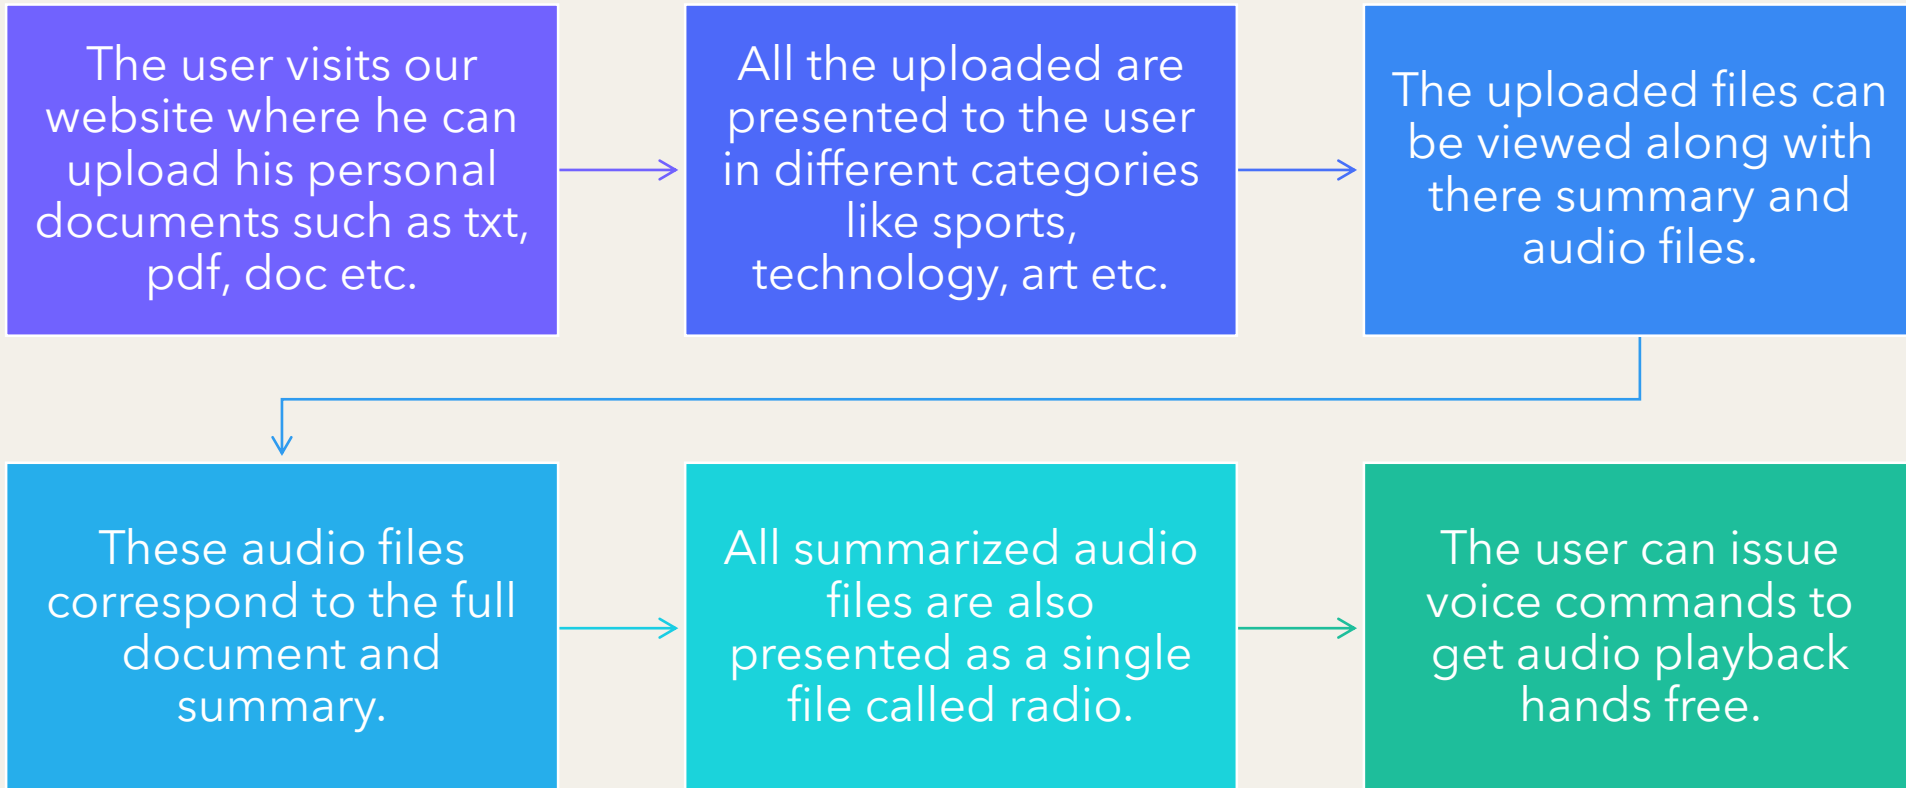 The user visits our
website where he can
upload his personal
documents such as txt,
pdf, doc etc.
All the uploaded are
presented to the user
in different categories
like sports,
technology, art etc.
The uploaded files can
be viewed along with
there summary and
audio files.
These audio files
correspond to the full
document and
summary.
All summarized audio
files are also
presented as a single
file called radio.
The user can issue
voice commands to
get audio playback
hands free.